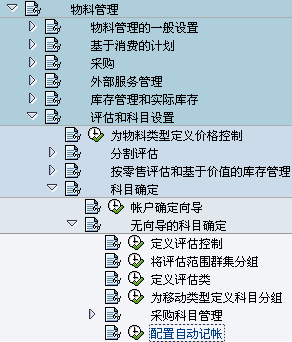 物料管理
物料管理的一般设置
基于消费的计划
采购
外部服务管理
库存管理和实际库存
评估和科目设置
为物料类型定义价格控制
分割评估
按零售评估和基于价值的库存管理
科目确定
帐户确定向导
无向导的科目确定
定义评估控制
将评估范围群集分组
定义评估类
为移动类型定义科目分组
采购科目管理
配置自动记帐